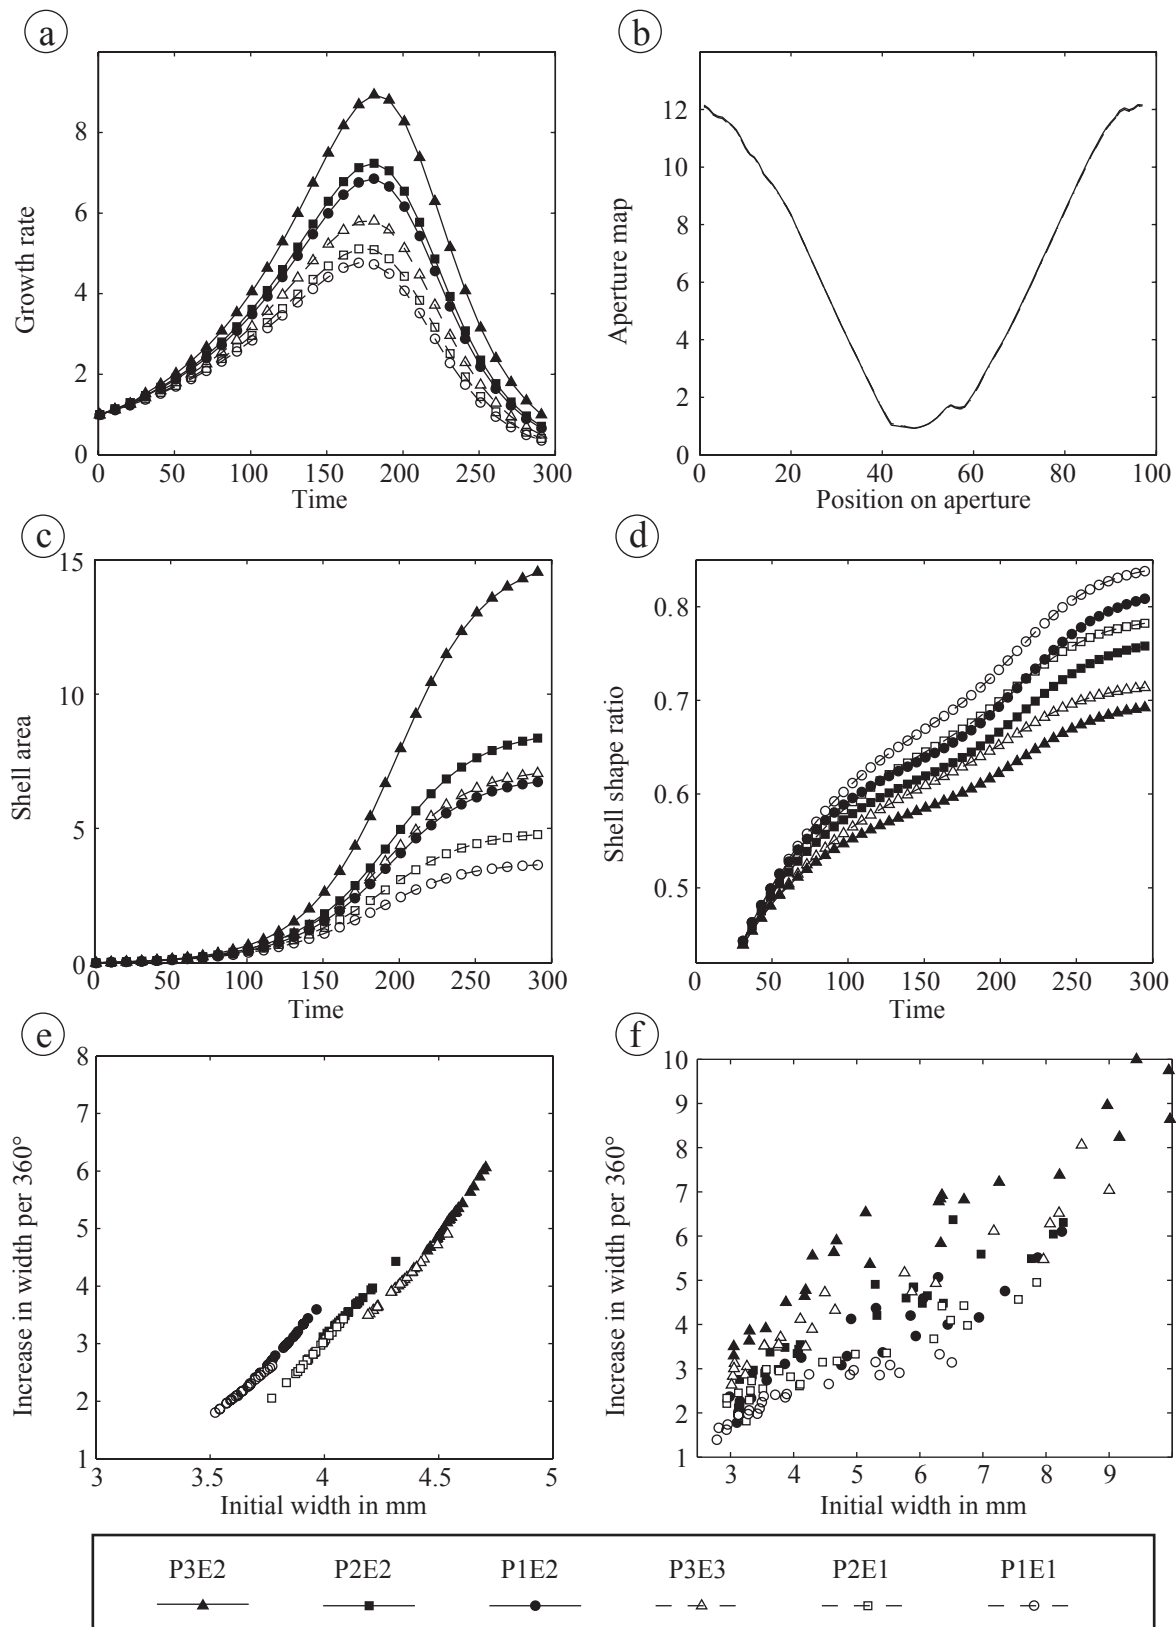 a
8
6
4
2
0
Growth rate
0 50 100 150 200 250 300
Time
b
12
10
8
6
4
2
0
Aperture map
0 20 40 60 80 100
Position on aperture
c
15
10
5
0
Shell area
0 50 100 150 200 250 300
Time
d
0.8
0.7
0.6
0.5
Shell shape ratio
0 50 100 150 200 250 300
Time
e
8
7
6
5
4
3
2
1
Increase in width per 360°
3 3.5 4 4.5 5
Initial width in mm
f
10
9
8
7
6
5
4
3
2
1
Increase in width per 360°
3 4 5 6 7 8 9
Initial width in mm
P3E2 P2E2 P1E2 P3E3 P2E1 P1E1